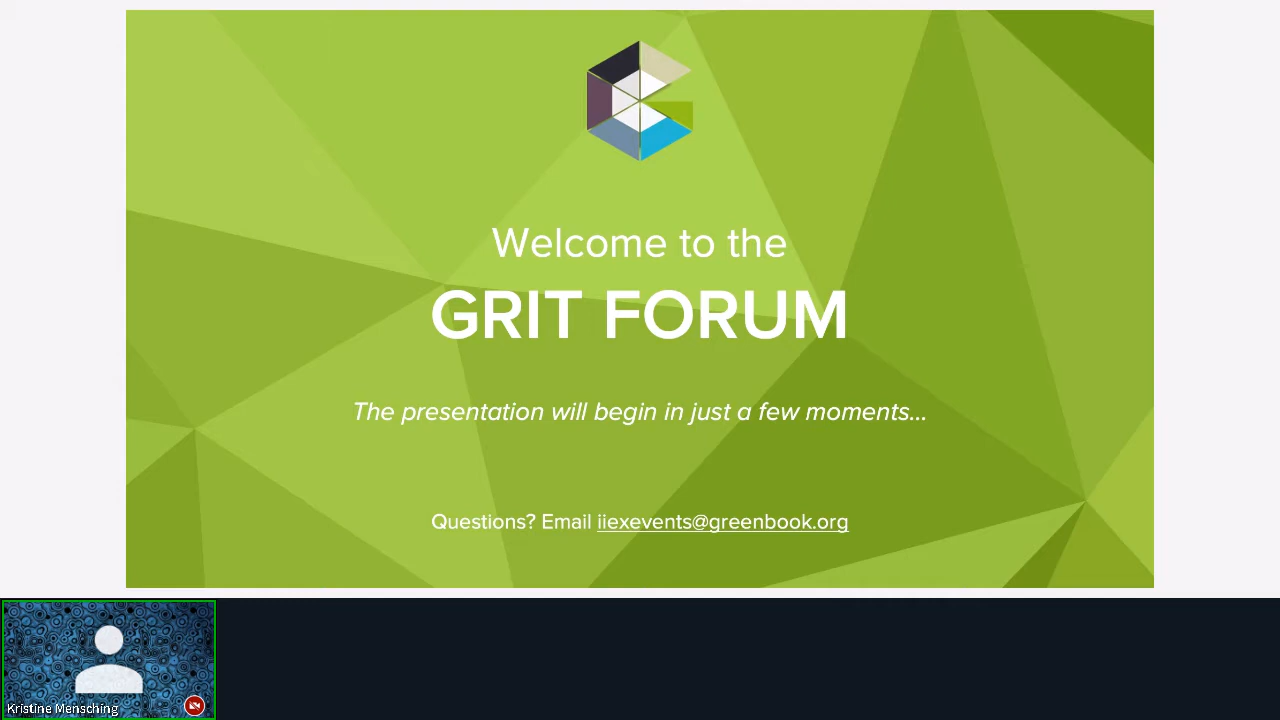 Welcome to the
GRIT FORUM
The presentation will begin in just a few moments...
Questions? Email iiexevents@greenbook.org
Kristine Mensching